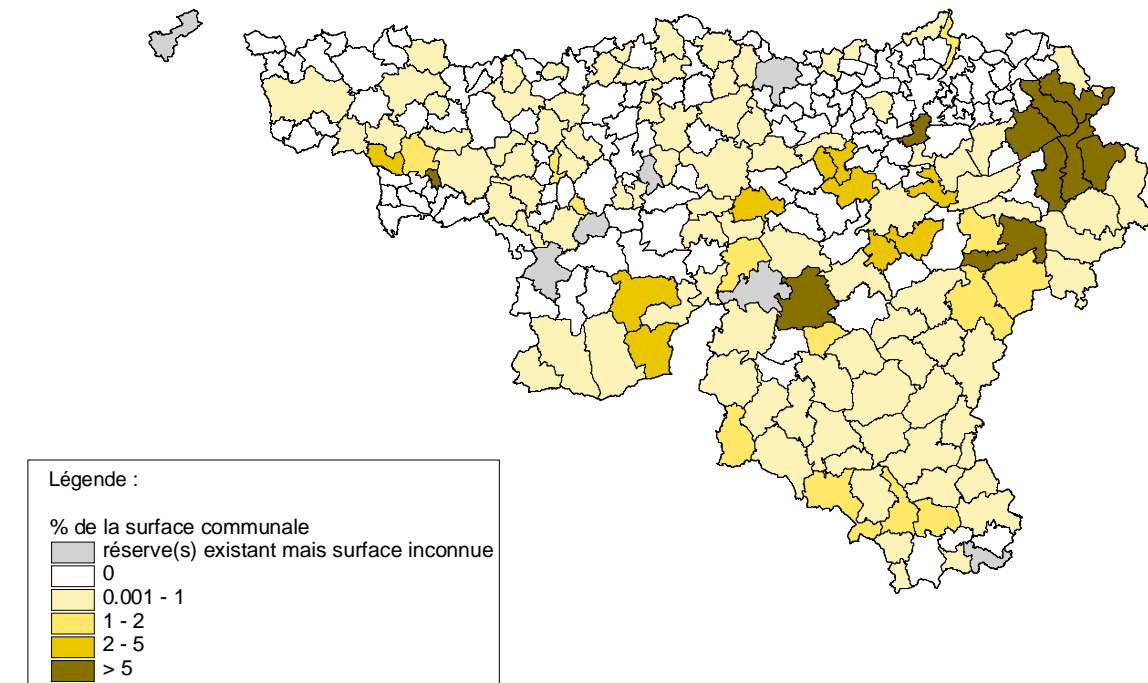 Légende :
% de la surface communale
réserve(s) existant mais surface inconnue
0
0.001 - 1
1 - 2
2 - 5
> 5